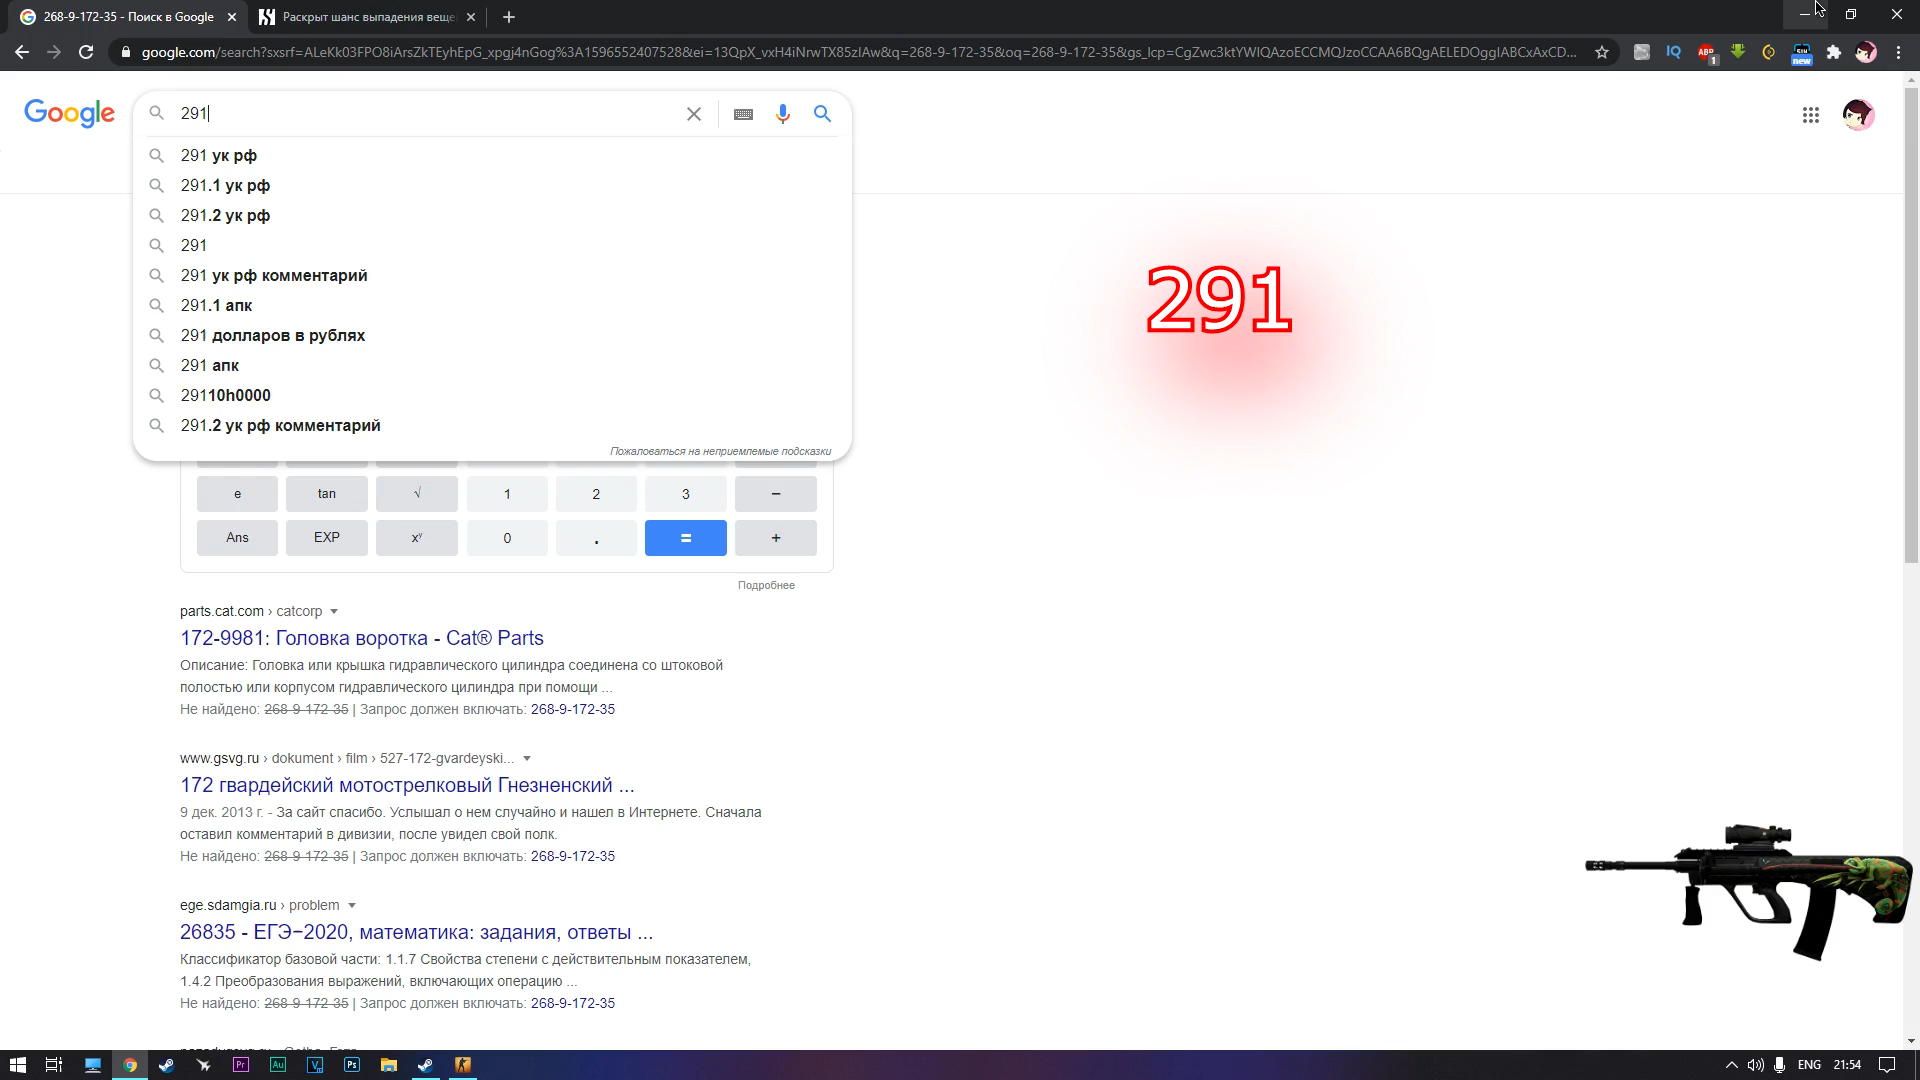 268-9-172-35 - Поиск в Google
Раскрыт шанс выпадения веще
google.com/search?sxsrf=ALeKk03FPO8iArsZkTEyhEpG_xpgj4nGog%3A1596552407528&ei=13QpX_vxH4iNrwTX85zIAw&q=268-9-172-35&oq=268-9-172-35&gs_lcp=CgZwc3ktYWIQAzoECCMQJzoCCAA6BQgAELEDOggIABCxAxCD...
IQ
ABP
1
new
Google
291
291 ук рф
291.1 ук рф
291.2 ук рф
291
291 ук рф комментарий
291.1 апк
291 долларов в рублях
291 апк
29110h0000
291.2 ук рф комментарий
Пожаловаться на неприемлемые подсказки
291
e tan √ 1 2 3 −
Ans EXP xʸ 0 . = +
Подробнее
parts.cat.com › catcorp
172-9981: Головка воротка - Cat® Parts
Описание: Головка или крышка гидравлического цилиндра соединена со штоковой
полостью или корпусом гидравлического цилиндра при помощи ...
Не найдено: 268-9-172-35 | Запрос должен включать: 268-9-172-35
www.gsvg.ru › dokument › film › 527-172-gvardeyski...
172 гвардейский мотострелковый Гнезненский ...
9 дек. 2013 г. - За сайт спасибо. Услышал о нем случайно и нашел в Интернете. Сначала
оставил комментарий в дивизии, после увидел свой полк.
Не найдено: 268-9-172-35 | Запрос должен включать: 268-9-172-35
ege.sdamgia.ru › problem
26835 - ЕГЭ−2020, математика: задания, ответы ...
Классификатор базовой части: 1.1.7 Свойства степени с действительным показателем,
1.4.2 Преобразования выражений, включающих операцию ...
Не найдено: 268-9-172-35 | Запрос должен включать: 268-9-172-35
Pr Au Ps
ENG 21:54